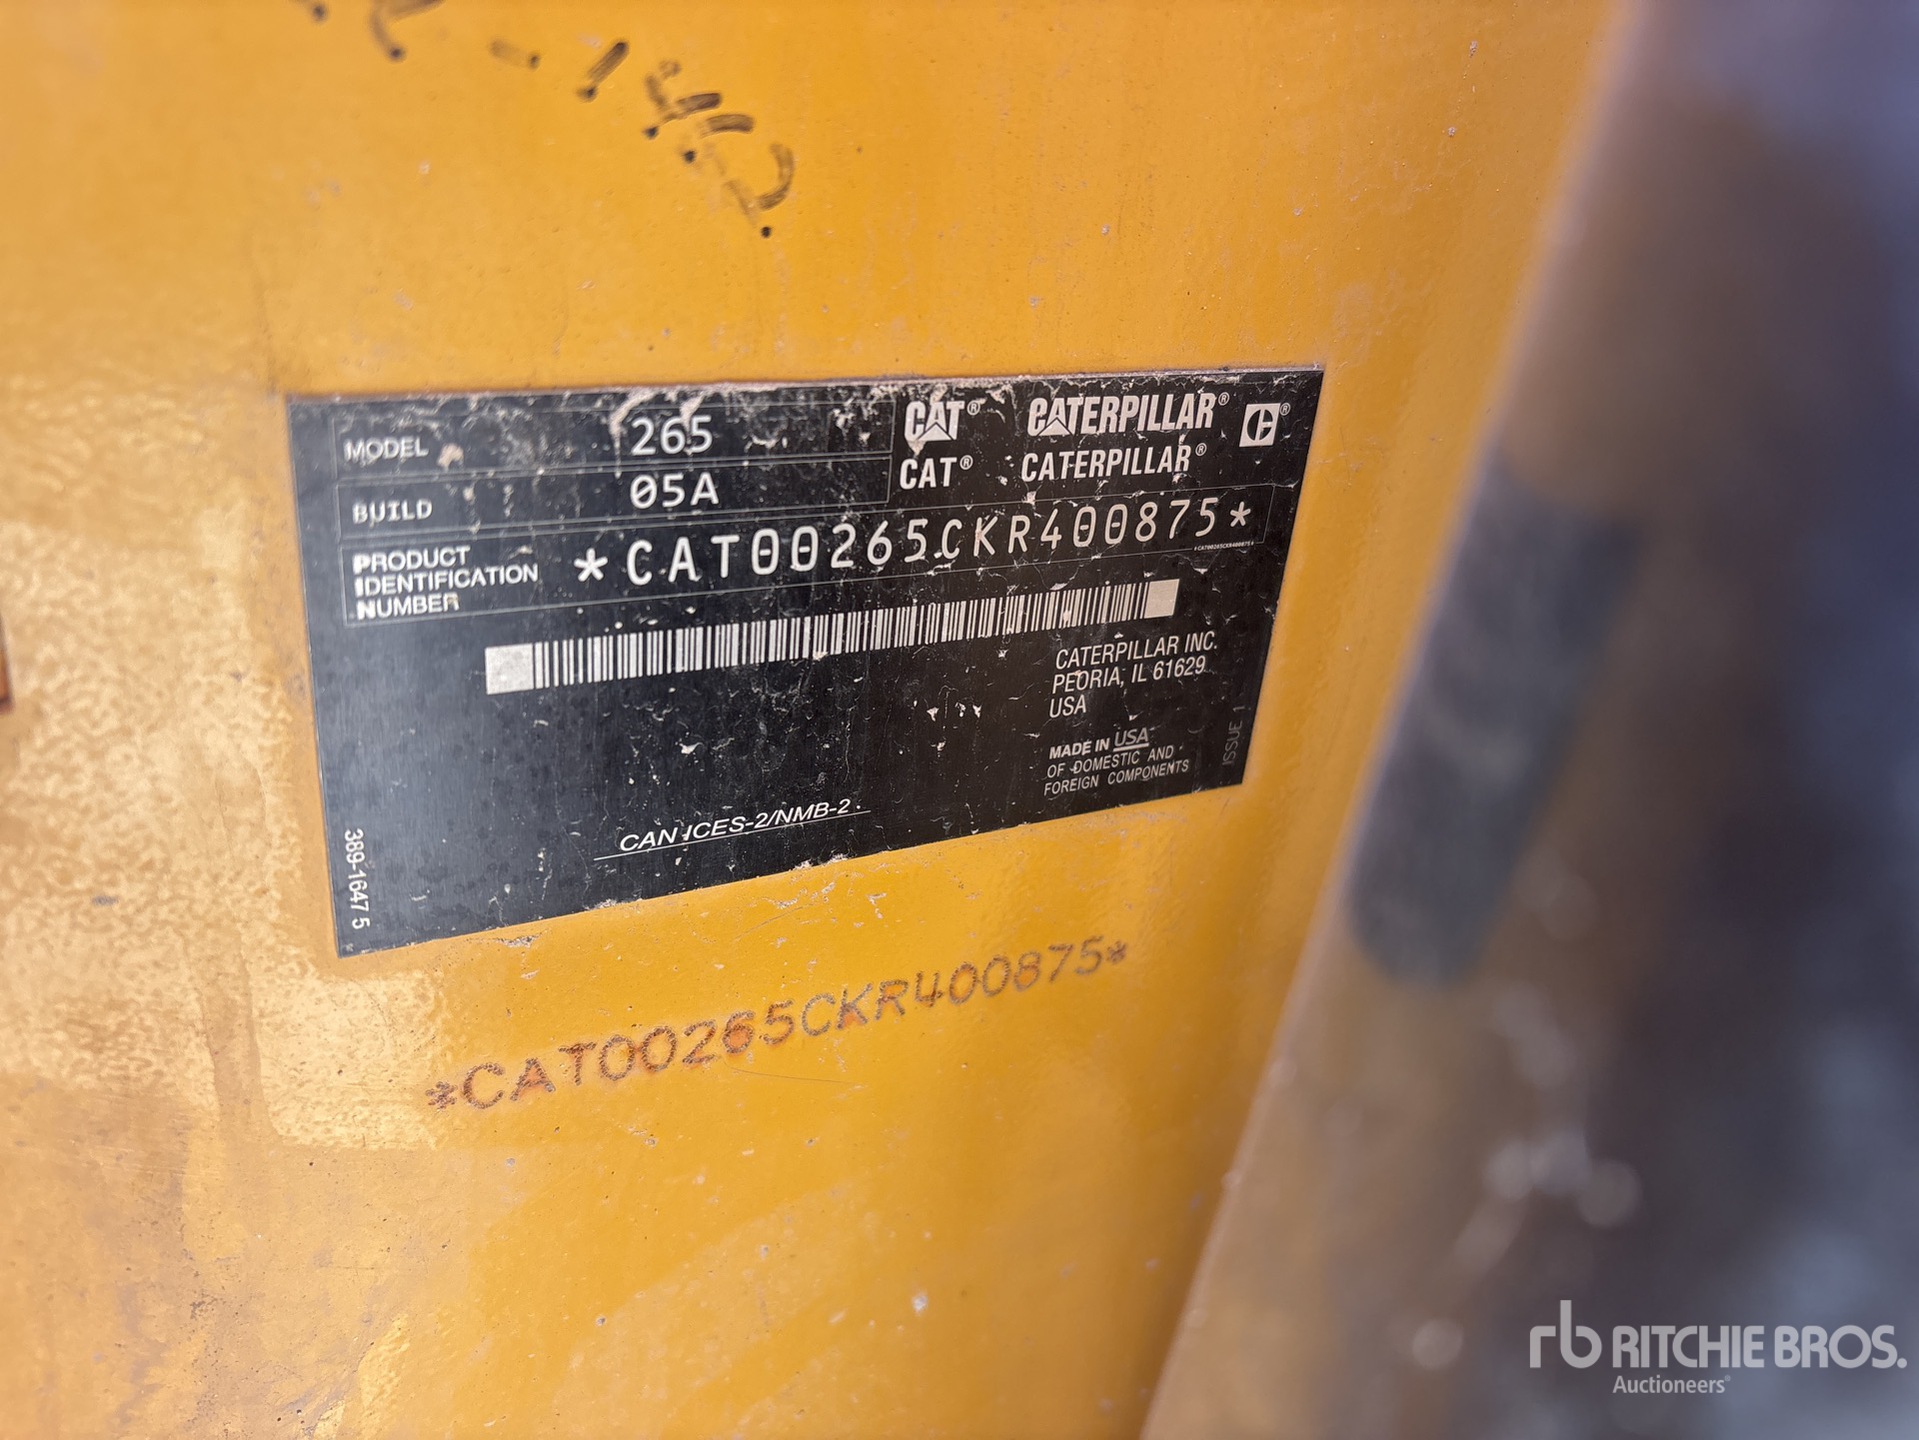 MODEL 265
BUILD 05A
CAT® CATERPILLAR® ®
CAT® CATERPILLAR®
PRODUCT
IDENTIFICATION
NUMBER
*CAT00265CKR400875*
*CAT00265CKR400875*
CATERPILLAR INC.
PEORIA, IL 61629
USA
MADE IN USA
OF DOMESTIC AND
FOREIGN COMPONENTS
ISSUE 1
CAN ICES-2/NMB-2
389-1647 5
*CAT00265CKR400875*
rb RITCHIE BROS.
Auctioneers®